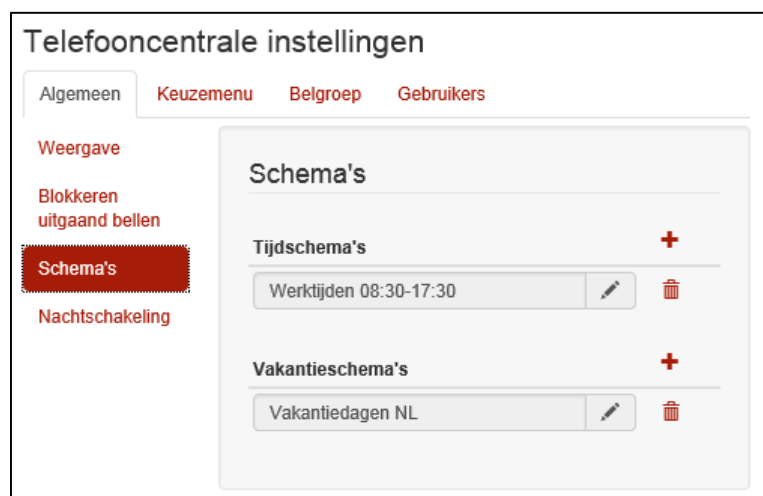 Telefooncentrale instellingen
Algemeen Keuzemenu Belgroep Gebruikers
Weergave
Blokkeren
uitgaand bellen
Schema's
Nachtschakeling
Schema's
Tijdschema's
Werktijden 08:30-17:30
Vakantieschema's
Vakantiedagen NL